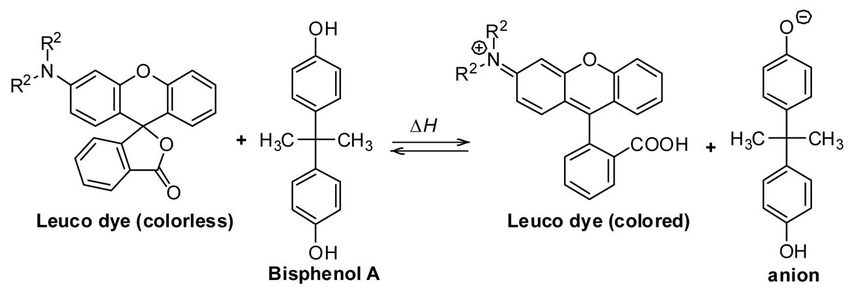 R² N R² O O O
Leuco dye (colorless)
+
OH
H₃C CH₃
OH
Bisphenol A
ΔH
R² N⊕ R² O COOH
Leuco dye (colored)
+
O⊖
H₃C CH₃
OH
anion